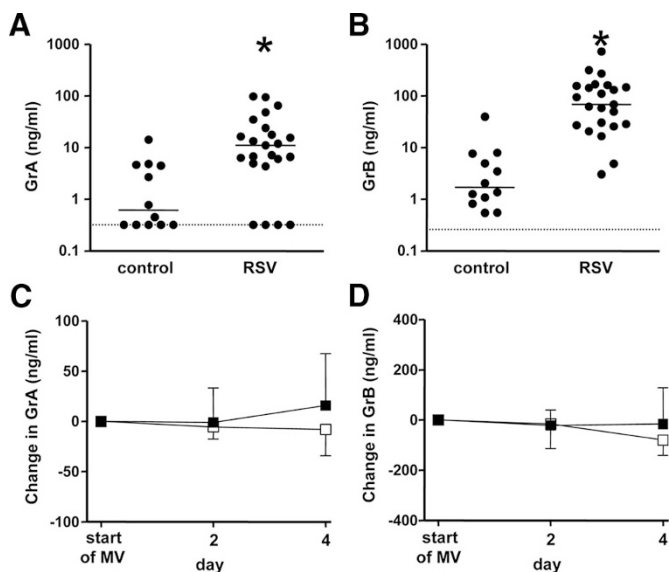 A
GrA (ng/ml)
1000
100
10
1
0.1
*
control
RSV
B
GrB (ng/ml)
1000
100
10
1
0.1
*
control
RSV
C
Change in GrA (ng/ml)
100
50
0
-50
-100
start
of MV
2
4
day
D
Change in GrB (ng/ml)
400
200
0
-200
-400
start
of MV
2
4
day